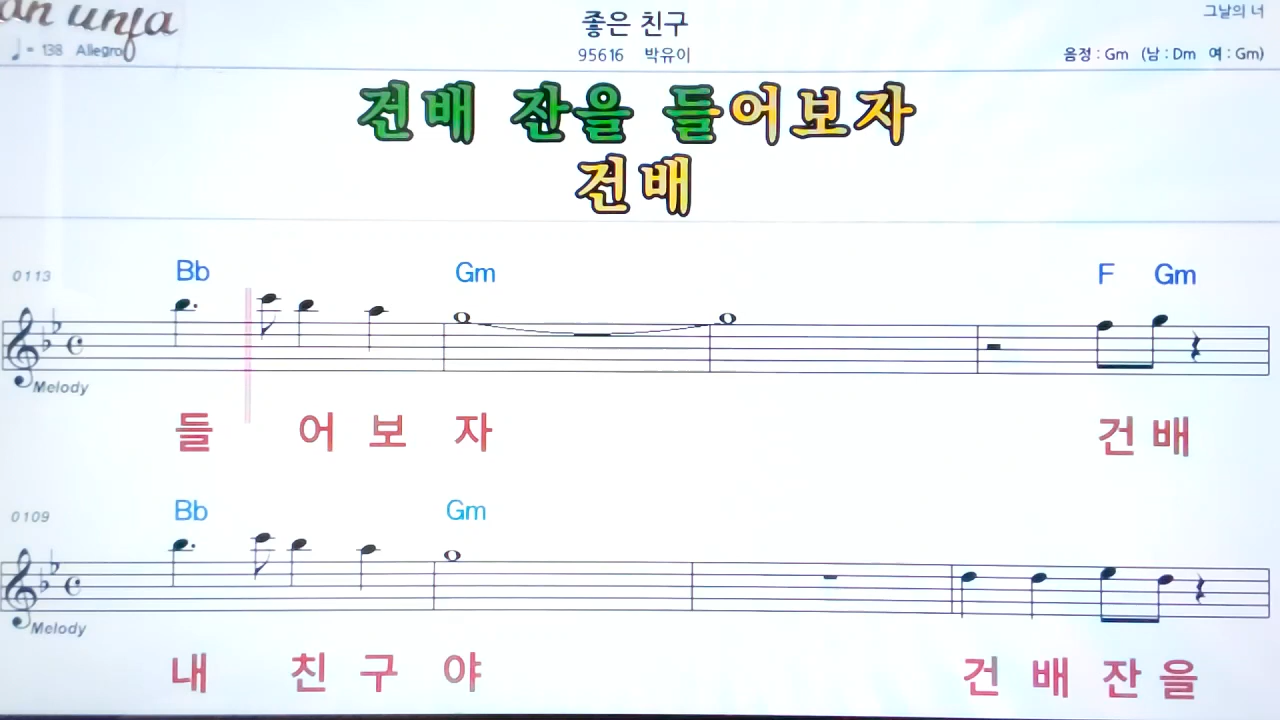 an unfa
좋은 친구
그날의 너
♩= 138 Allegro
95616 박유이
음정 : Gm (남 : Dm 여 : Gm)
건배 잔을 들어보자
건배
0113 Bb Gm F Gm
Melody
들 어 보 자 건 배
0109 Bb Gm
Melody
내 친 구 야 건 배 잔 을